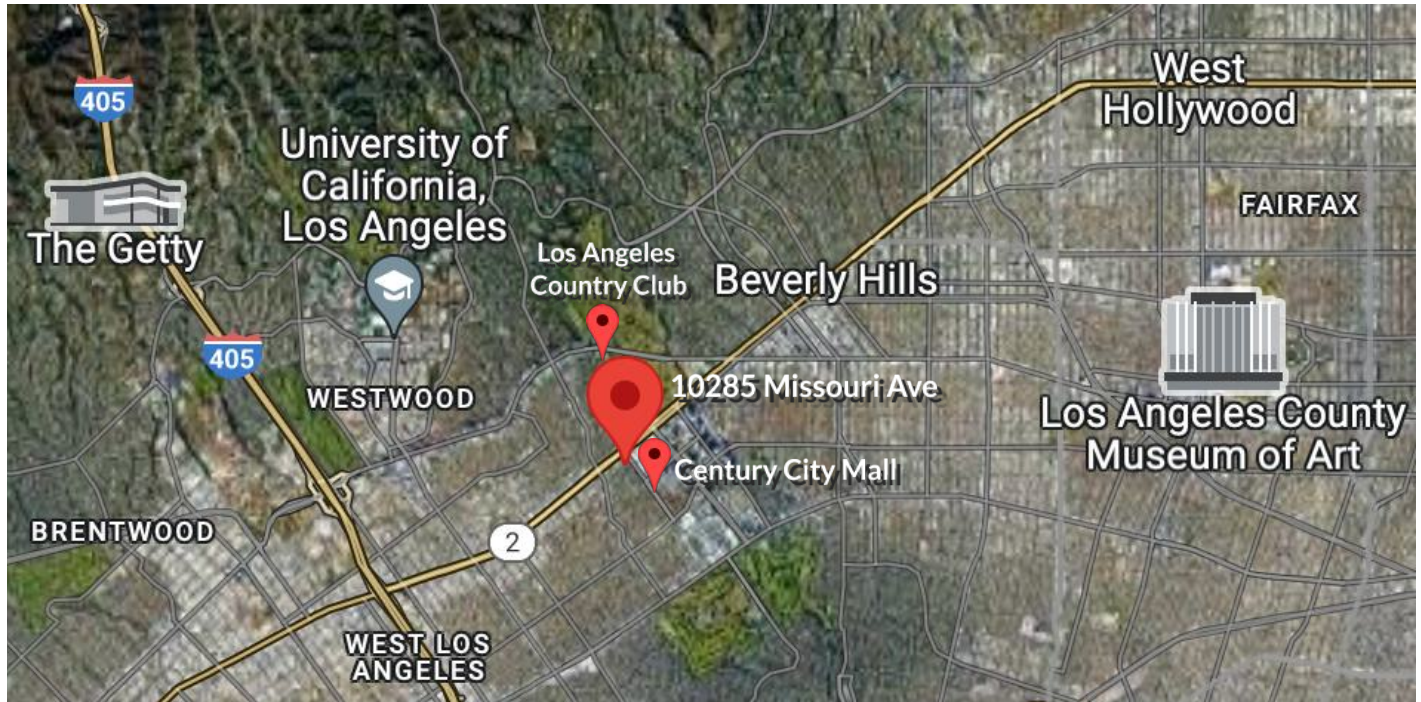 405
West
Hollywood
University of
California,
Los Angeles
The Getty
FAIRFAX
Los Angeles
Country Club
Beverly Hills
405
WESTWOOD
10285 Missouri Ave
Los Angeles County
Museum of Art
Century City Mall
BRENTWOOD
2
WEST LOS
ANGELES